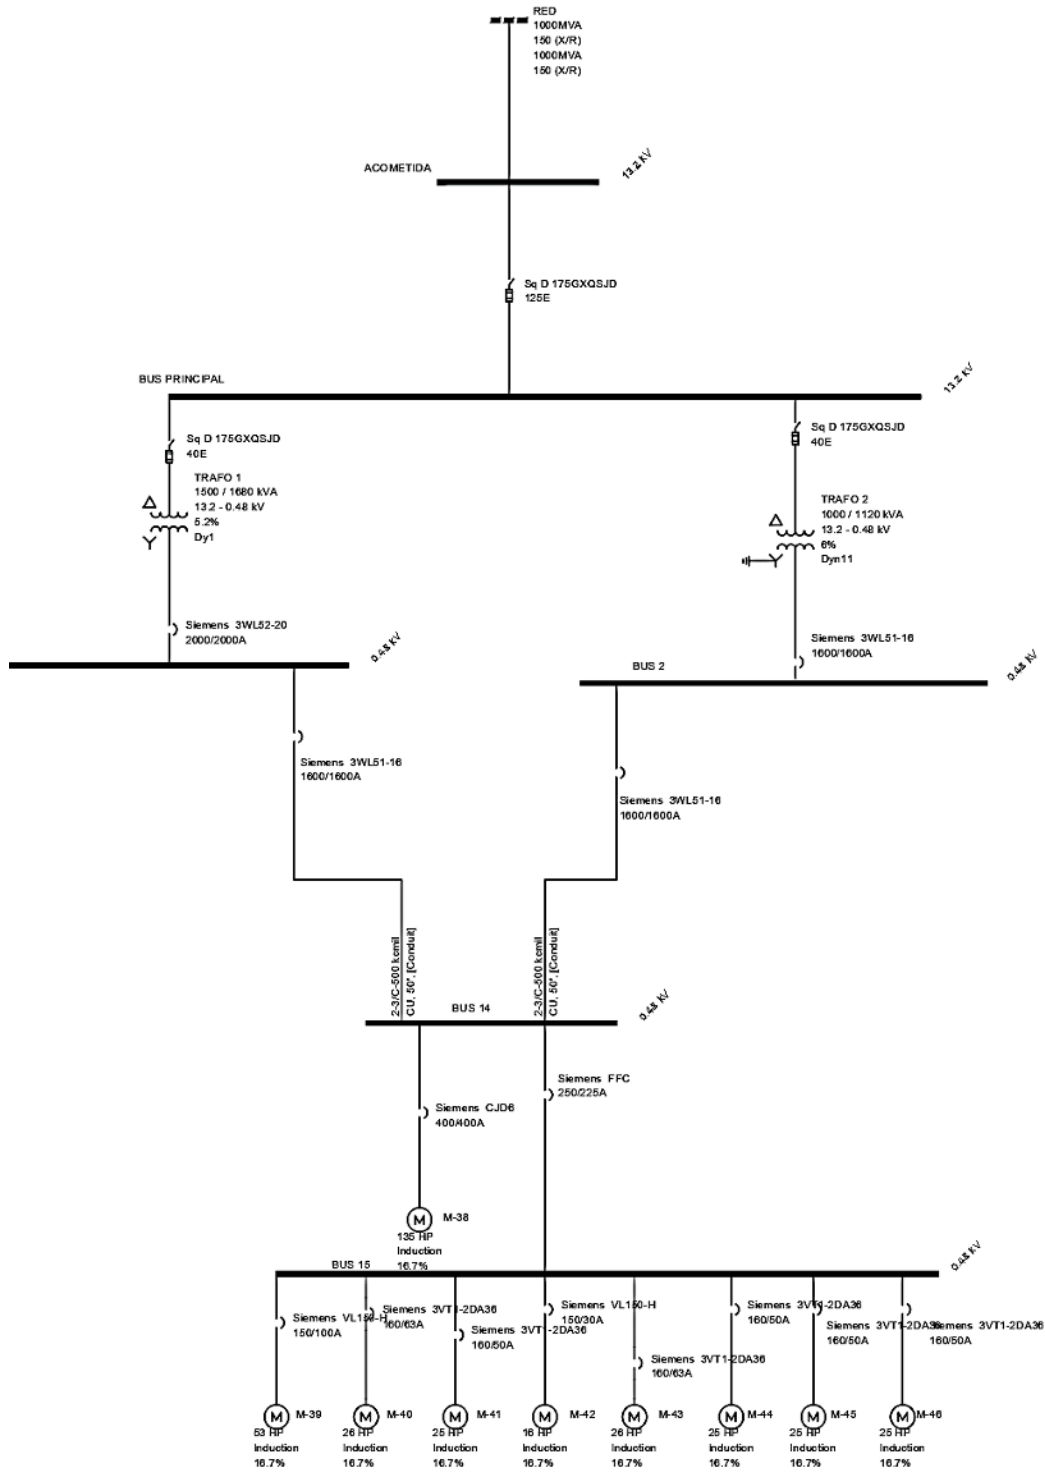 RED
1000MVA
150 (X/R)
1000MVA
150 (X/R)
ACOMETIDA
13.2 KV
Sq D 175GXQSJD
125E
BUS PRINCIPAL
13.2 KV
Sq D 175GXQSJD
40E
TRAFO 1
1500 / 1680 kVA
13.2 - 0.48 kV
5.2%
Dy1
Sq D 175GXQSJD
40E
TRAFO 2
1000 / 1120 kVA
13.2 - 0.48 kV
6%
Dyn11
Siemens 3WL52-20
2000/2000A
0.48 KV
Siemens 3WL51-16
1600/1600A
BUS 2
0.48 KV
Siemens 3WL51-16
1600/1600A
Siemens 3WL51-16
1600/1600A
2-3/C-500 kcmil
CU, 50', [Conduit]
2-3/C-500 kcmil
CU, 50', [Conduit]
BUS 14
0.48 KV
Siemens FFC
250/225A
Siemens CJD6
400/400A
M
M-38
135 HP
Induction
16.7%
BUS 15
0.48 KV
Siemens VL150-H
150/100A
Siemens 3VT1-2DA36
160/63A
Siemens 3VT1-2DA36
160/50A
Siemens VL150-H
150/30A
Siemens 3VT1-2DA36
160/63A
Siemens 3VT1-2DA36
160/50A
Siemens 3VT1-2DA36
160/50A
Siemens 3VT1-2DA36
160/50A
M
M-39
53 HP
Induction
16.7%
M
M-40
26 HP
Induction
16.7%
M
M-41
25 HP
Induction
16.7%
M
M-42
16 HP
Induction
16.7%
M
M-43
26 HP
Induction
16.7%
M
M-44
25 HP
Induction
16.7%
M
M-45
25 HP
Induction
16.7%
M
M-46
25 HP
Induction
16.7%